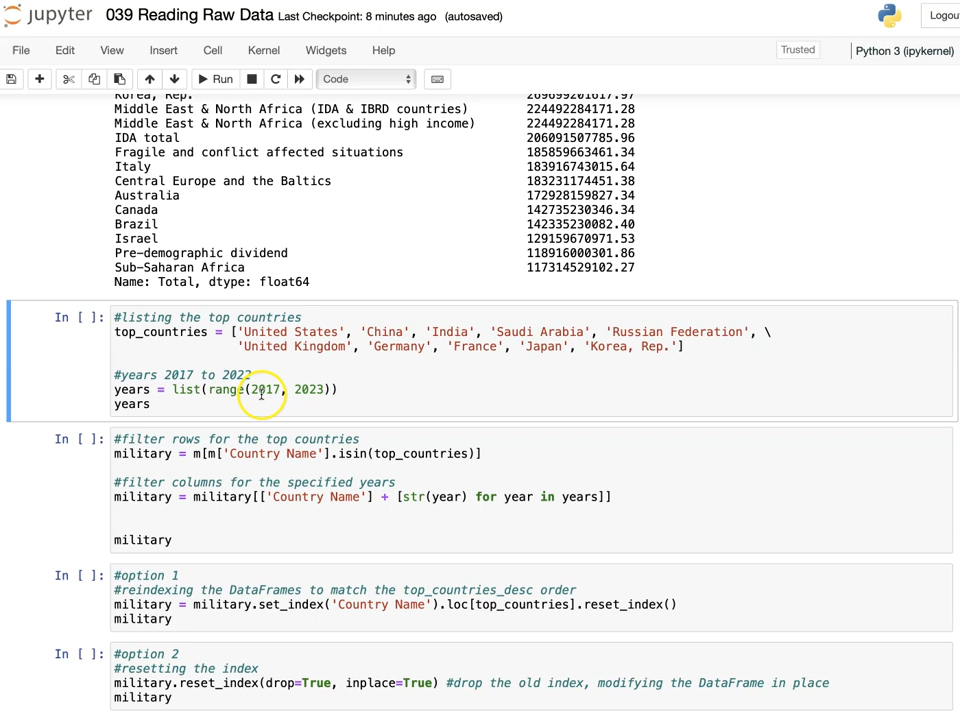 jupyter 039 Reading Raw Data Last Checkpoint: 8 minutes ago (autosaved)
File Edit View Insert Cell Kernel Widgets Help Trusted Python 3 (ipykernel)
Run Code
Korea, Rep. 269699201617.97
Middle East & North Africa (IDA & IBRD countries) 224492284171.28
Middle East & North Africa (excluding high income) 224492284171.28
IDA total 206091507785.96
Fragile and conflict affected situations 185859663461.34
Italy 183916743015.64
Central Europe and the Baltics 183231174451.38
Australia 172928159827.34
Canada 142735230346.34
Brazil 142335230082.40
Israel 129159670971.53
Pre-demographic dividend 118916000301.86
Sub-Saharan Africa 117314529102.27
Name: Total, dtype: float64
In [ ]: #listing the top countries
top_countries = ['United States', 'China', 'India', 'Saudi Arabia', 'Russian Federation', \
'United Kingdom', 'Germany', 'France', 'Japan', 'Korea, Rep.']
#years 2017 to 2022
years = list(range(2017, 2023))
years
In [ ]: #filter rows for the top countries
military = m[m['Country Name'].isin(top_countries)]
#filter columns for the specified years
military = military[['Country Name'] + [str(year) for year in years]]
military
In [ ]: #option 1
#reindexing the DataFrames to match the top_countries_desc order
military = military.set_index('Country Name').loc[top_countries].reset_index()
military
In [ ]: #option 2
#resetting the index
military.reset_index(drop=True, inplace=True) #drop the old index, modifying the DataFrame in place
military